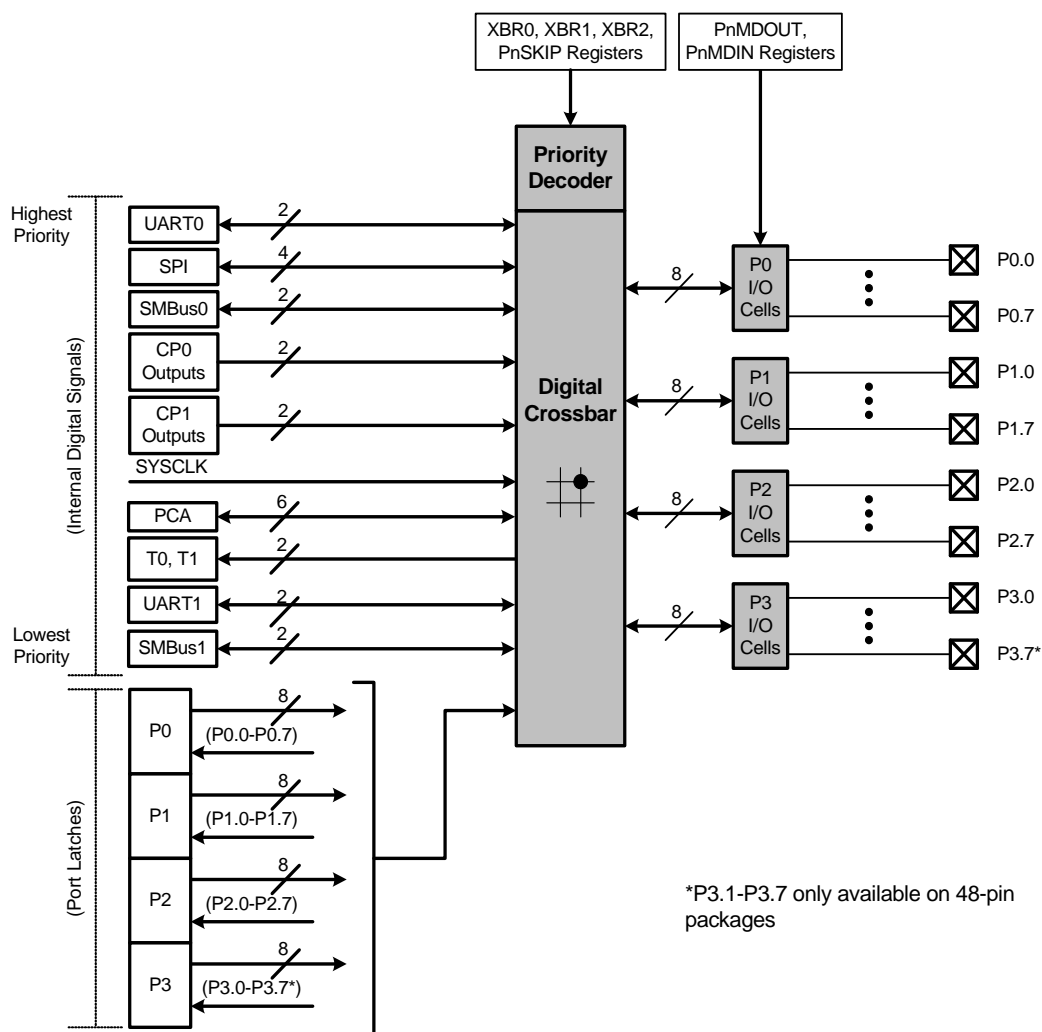 XBR0, XBR1, XBR2,
PnSKIP Registers
PnMDOUT,
PnMDIN Registers
Priority
Decoder
Highest
Priority
(Internal Digital Signals)
Lowest
Priority
UART0
2
SPI
4
SMBus0
2
CP0
Outputs
2
CP1
Outputs
2
SYSCLK
PCA
6
T0, T1
2
UART1
2
SMBus1
2
Digital
Crossbar
8
P0
I/O
Cells
P0.0
P0.7
8
P1
I/O
Cells
P1.0
P1.7
8
P2
I/O
Cells
P2.0
P2.7
8
P3
I/O
Cells
P3.0
P3.7*
(Port Latches)
P0
8
(P0.0-P0.7)
P1
8
(P1.0-P1.7)
P2
8
(P2.0-P2.7)
P3
8
(P3.0-P3.7*)
*P3.1-P3.7 only available on 48-pin
packages